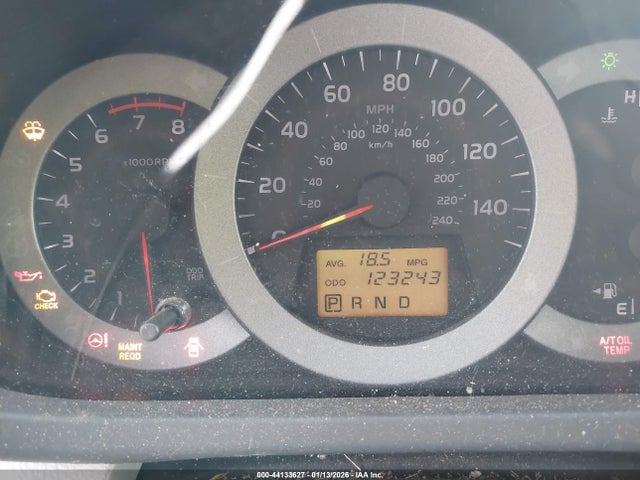 1 2 3 4 5 6 7 8
x1000RP
ODO
TRIP
CHECK
MAINT
REQD
20 40 60 80 100 120 140
MPH
20 40 60 80 100 120 140 160 180 200 220 240
km/h
AVG. 18.5 MPG
ODO 123243
P R N D
H
E
A/T OIL
TEMP
000-44133627 - 01/13/2026 - IAA Inc.